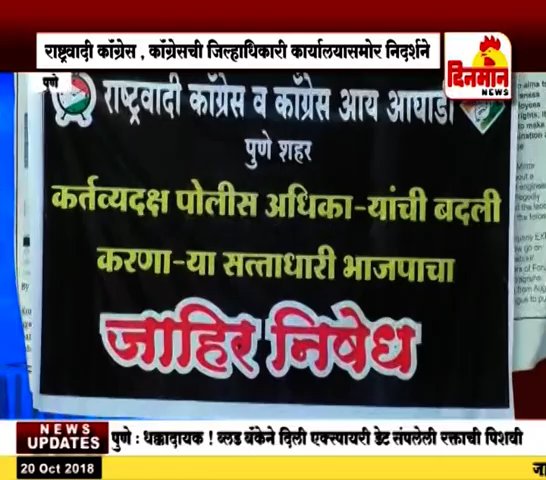 राष्ट्रवादी काँग्रेस , काँग्रेसची जिल्हाधिकारी कार्यालयासमोर निदर्शने
पुणे
दिनमान
NEWS
राष्ट्रवादी काँग्रेस व काँग्रेस आय आघाडी
पुणे शहर
कर्तव्यदक्ष पोलीस अधिका-यांची बदली
करणा-या सत्ताधारी भाजपाचा
जाहिर निषेध
NEWS
UPDATES
पुणे : धक्कादायक ! ब्लड बँकेने दिली एक्स्पायरी डेट संपलेली रक्ताची पिशवी
20 Oct 2018